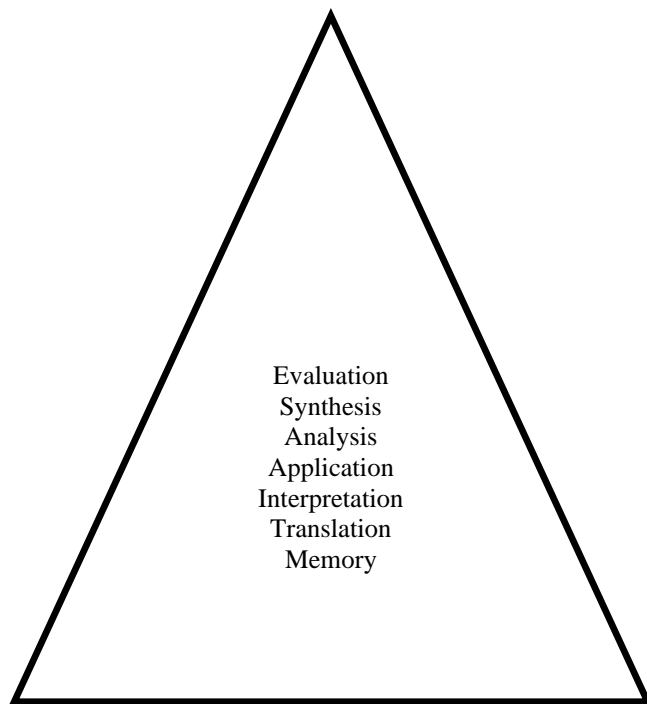 Evaluation
Synthesis
Analysis
Application
Interpretation
Translation
Memory